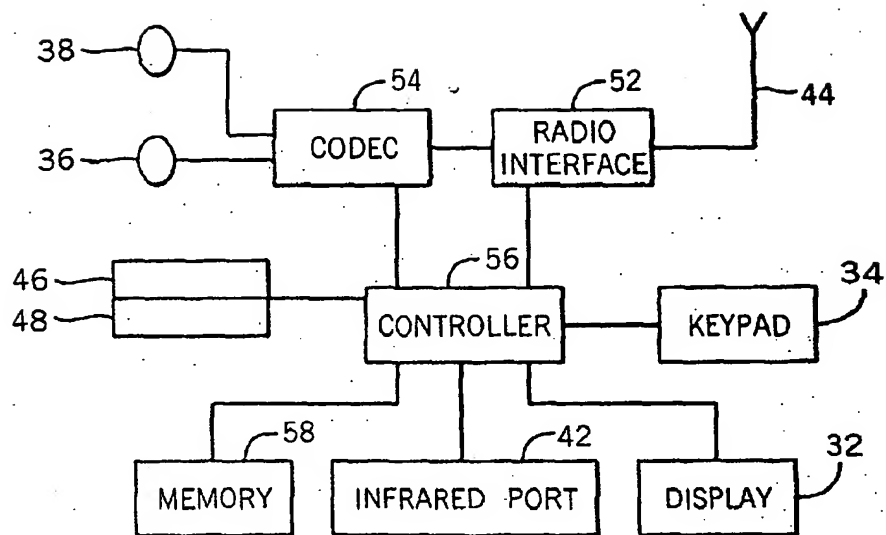 38
54
52
44
CODEC
RADIO
INTERFACE
36
46
48
56
34
CONTROLLER
KEYPAD
58
42
32
MEMORY
INFRARED PORT
DISPLAY